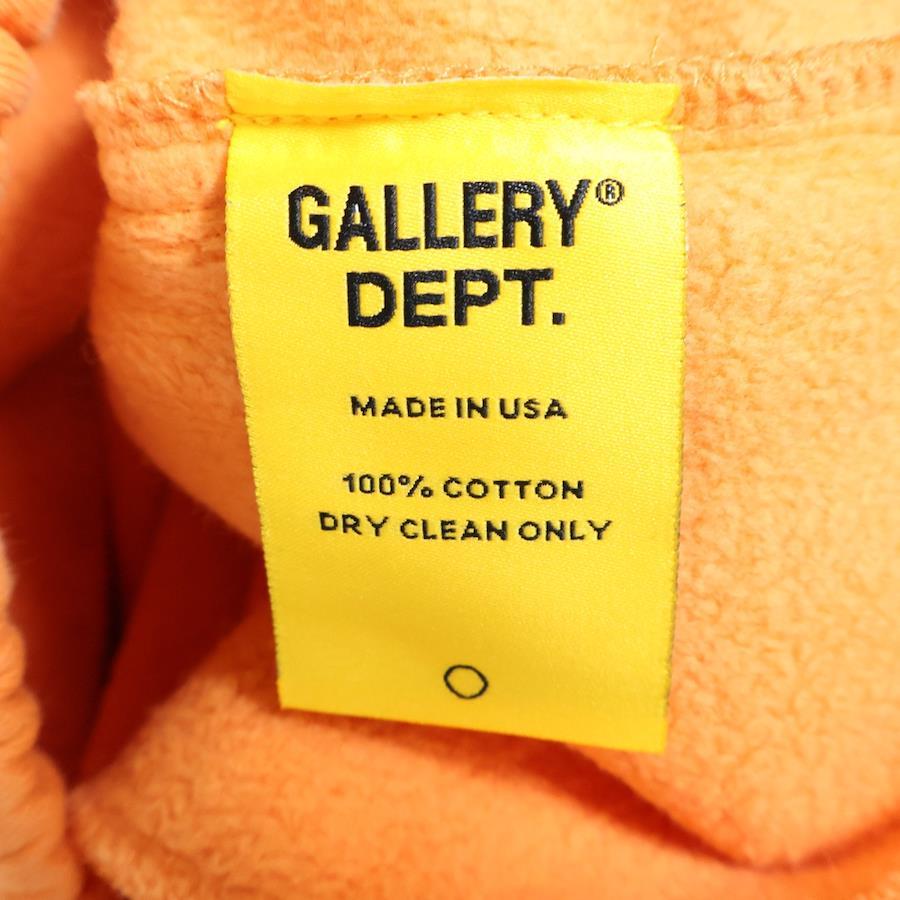 GALLERY®
DEPT.
MADE IN USA
100% COTTON
DRY CLEAN ONLY